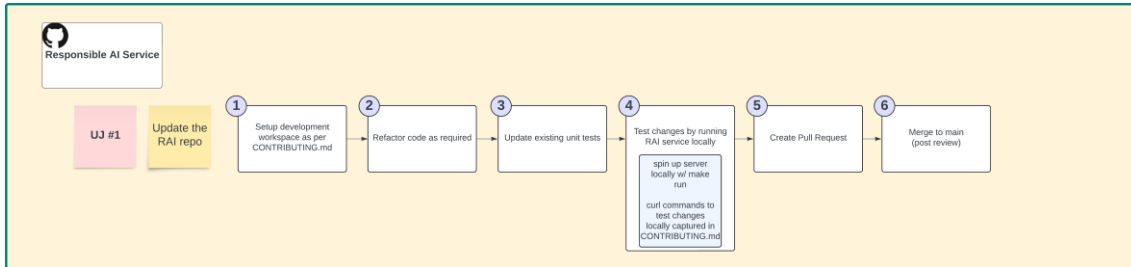 Responsible AI Service
UJ #1
Update the
RAI repo
1
Setup development
workspace as per
CONTRIBUTING.md
2
Refactor code as required
3
Update existing unit tests
4
Test changes by running
RAI service locally
spin up server
locally w/ make
run
curl commands to
test changes
locally captured in
CONTRIBUTING.md
5
Create Pull Request
6
Merge to main
(post review)